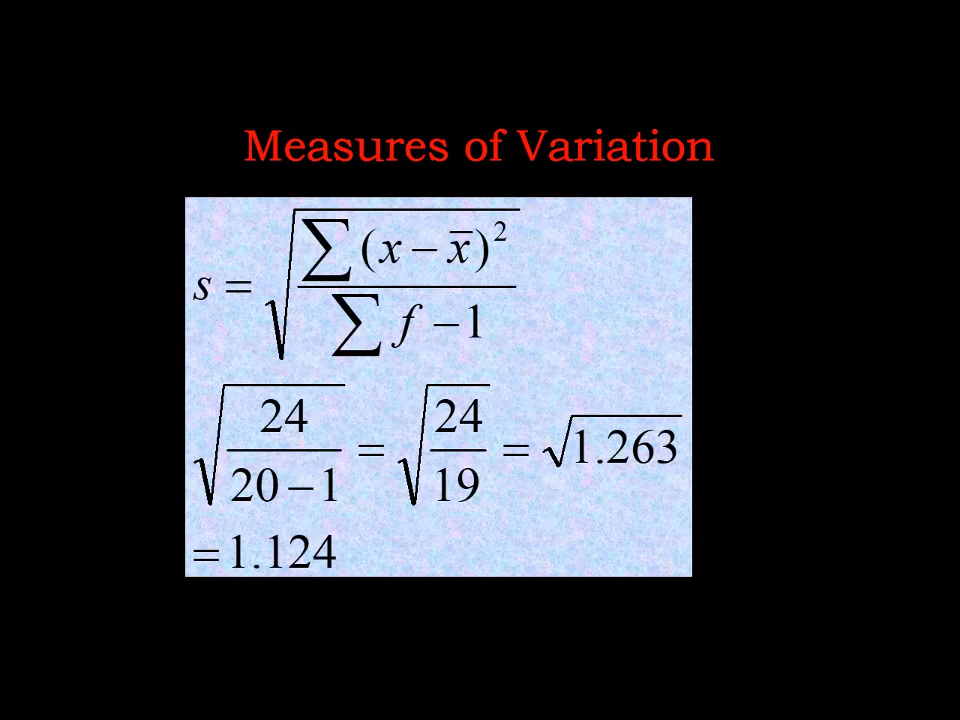 Measures of Variation
s = √(∑(x − x̄)² / ∑f − 1)
√(24 / 20 − 1) = √(24 / 19) = √1.263
= 1.124